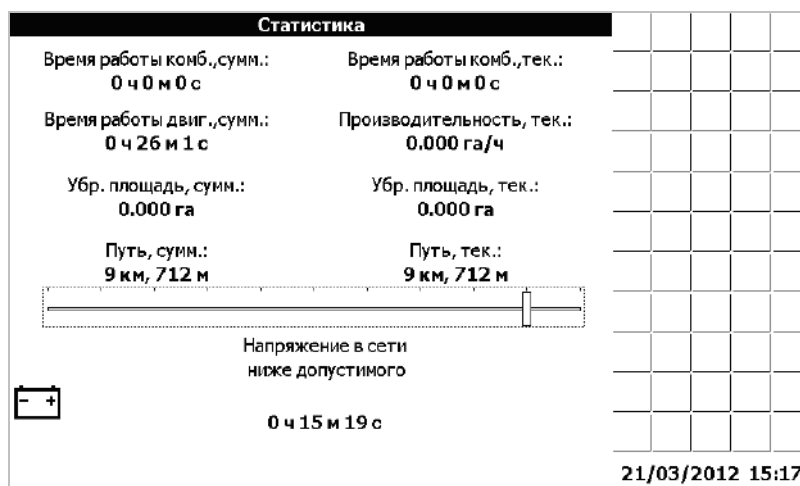 Статистика
Время работы комб.,сумм.:
0 ч 0 м 0 с
Время работы комб.,тек.:
0 ч 0 м 0 с
Время работы двиг.,сумм.:
0 ч 26 м 1 с
Производительность, тек.:
0.000 га/ч
Убр. площадь, сумм.:
0.000 га
Убр. площадь, тек.:
0.000 га
Путь, сумм.:
9 км, 712 м
Путь, тек.:
9 км, 712 м
Напряжение в сети
ниже допустимого
- +
0 ч 15 м 19 с
21/03/2012 15:17